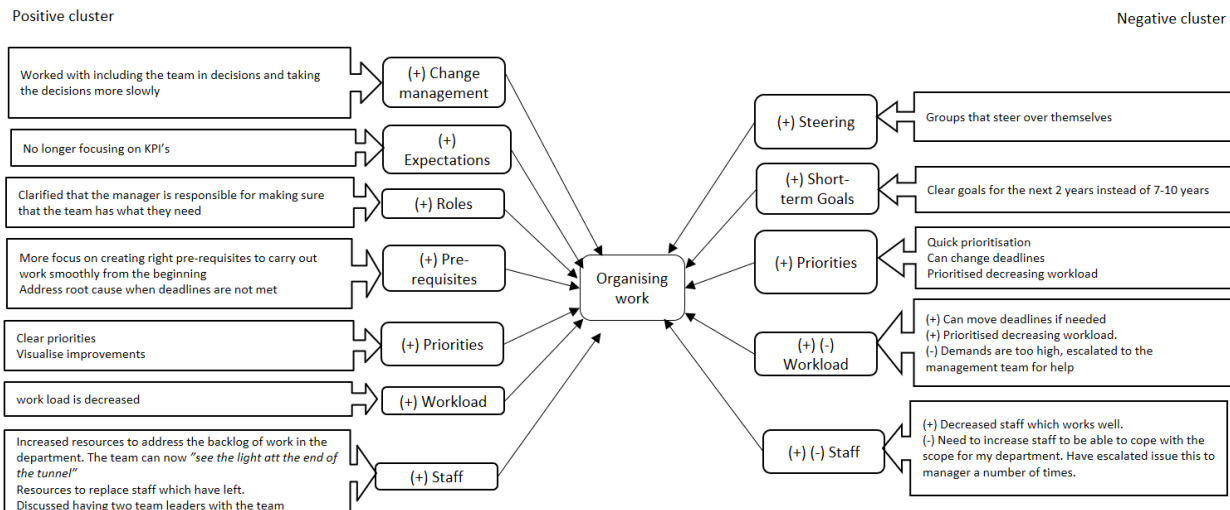 Positive cluster
Negative cluster
Worked with including the team in decisions and taking
the decisions more slowly
(+) Change
management
No longer focusing on KPI's
(+)
Expectations
Clarified that the manager is responsible for making sure
that the team has what they need
(+) Roles
More focus on creating right pre-requisites to carry out
work smoothly from the beginning
Address root cause when deadlines are not met
(+) Pre-
requisites
Clear priorities
Visualise improvements
(+) Priorities
work load is decreased
(+) Workload
Increased resources to address the backlog of work in the
department. The team can now "see the light att the end of
the tunnel"
Resources to replace staff which have left.
Discussed having two team leaders with the team
(+) Staff
Organising
work
(+) Steering
Groups that steer over themselves
(+) Short-
term Goals
Clear goals for the next 2 years instead of 7-10 years
(+) Priorities
Quick prioritisation
Can change deadlines
Prioritised decreasing workload
(+) (-)
Workload
(+) Can move deadlines if needed
(+) Prioritised decreasing workload.
(-) Demands are too high, escalated to the
management team for help
(+) (-) Staff
(+) Decreased staff which works well.
(-) Need to increase staff to be able to cope with the
scope for my department. Have escalated issue this to
manager a number of times.